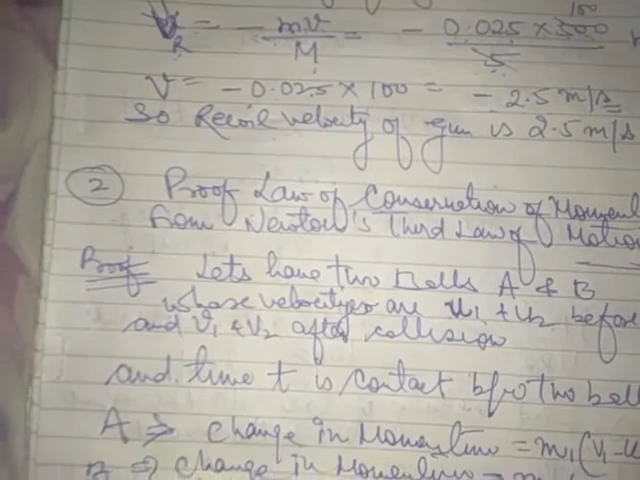 V_R = - mv/M = - 0.025 × 500/5 100
V = - 0.025 × 100 = - 2.5 m/s
So Recoil velocity of gun is 2.5 m/s
② Proof Law of Conservation of Momen
from Newton's Third Law of Motion
Proof Lets have two Balls A & B
whose velocityes are u1 + u2 before
and v1 + v2 after collision
and time t is contact b/w two ball
A ⇒ change in Momentum = m1(v1-u
B ⇒ change in Momentum = m